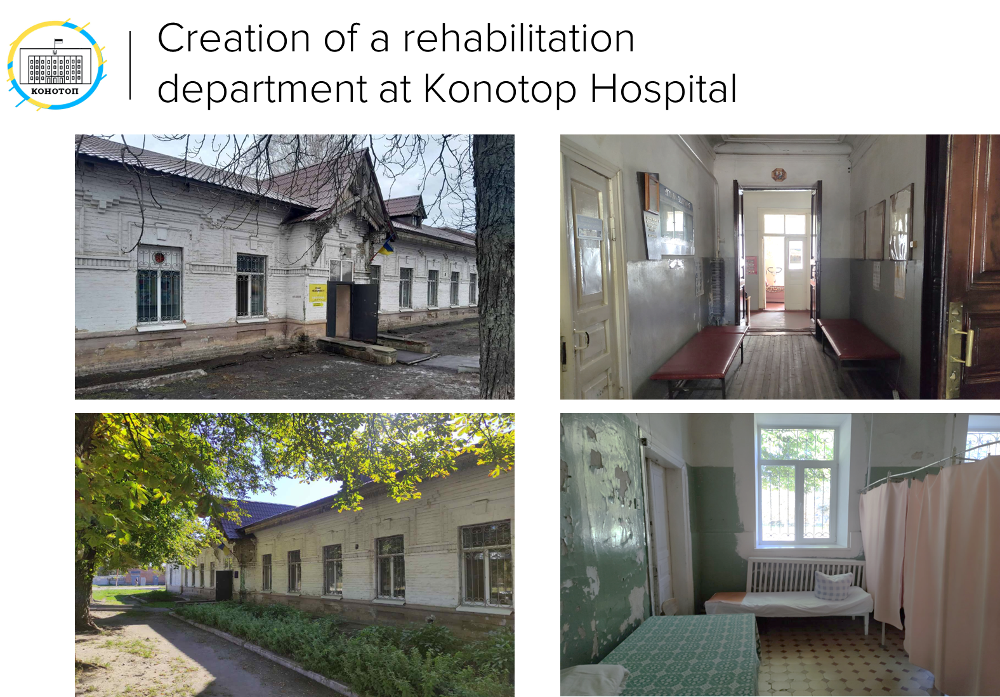 КОНОТОП
Creation of a rehabilitation
department at Konotop Hospital